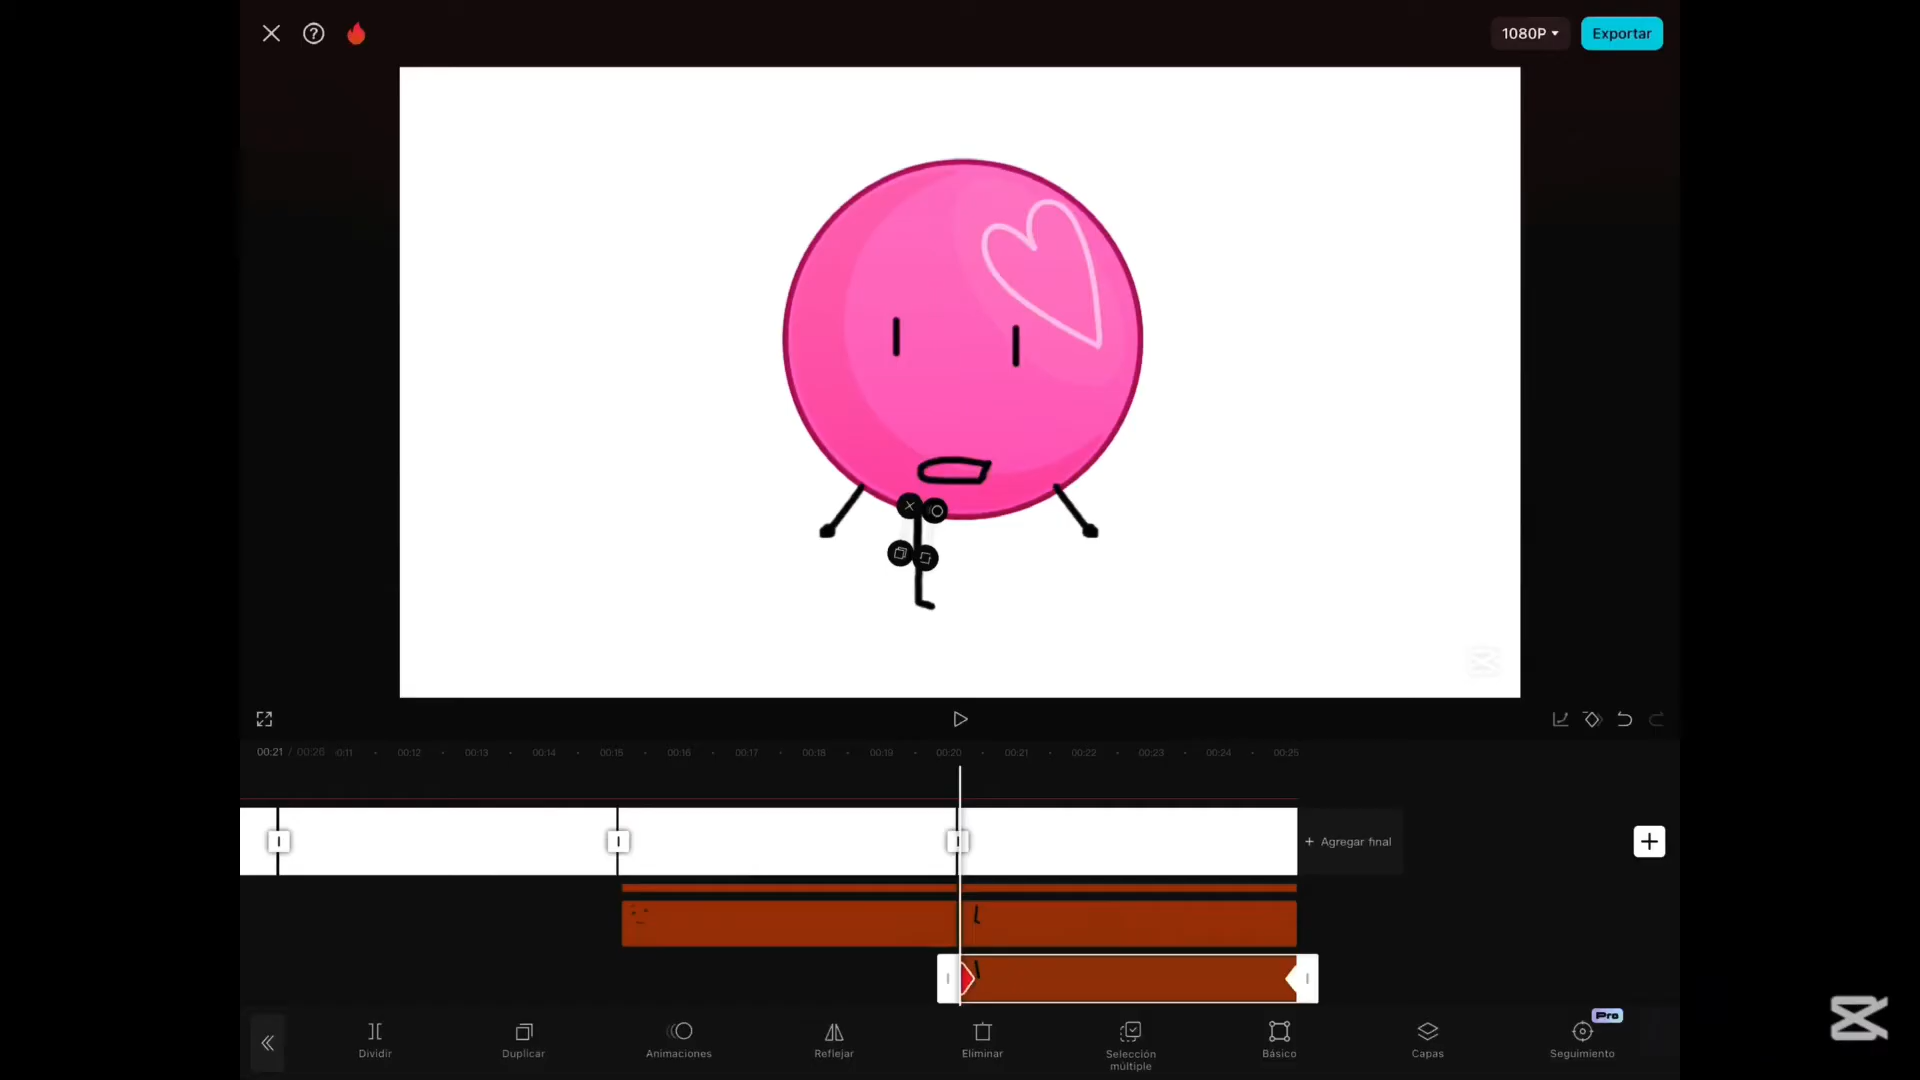 1080P
Exportar
00:21 / 00:26
0:11 00:12 00:13 00:14 00:15 00:16 00:17 00:18 00:19 00:20 00:21 00:22 00:23 00:24 00:25
+ Agregar final
Pro
Dividir
Duplicar
Animaciones
Reflejar
Eliminar
Selección
múltiple
Básico
Capas
Seguimiento